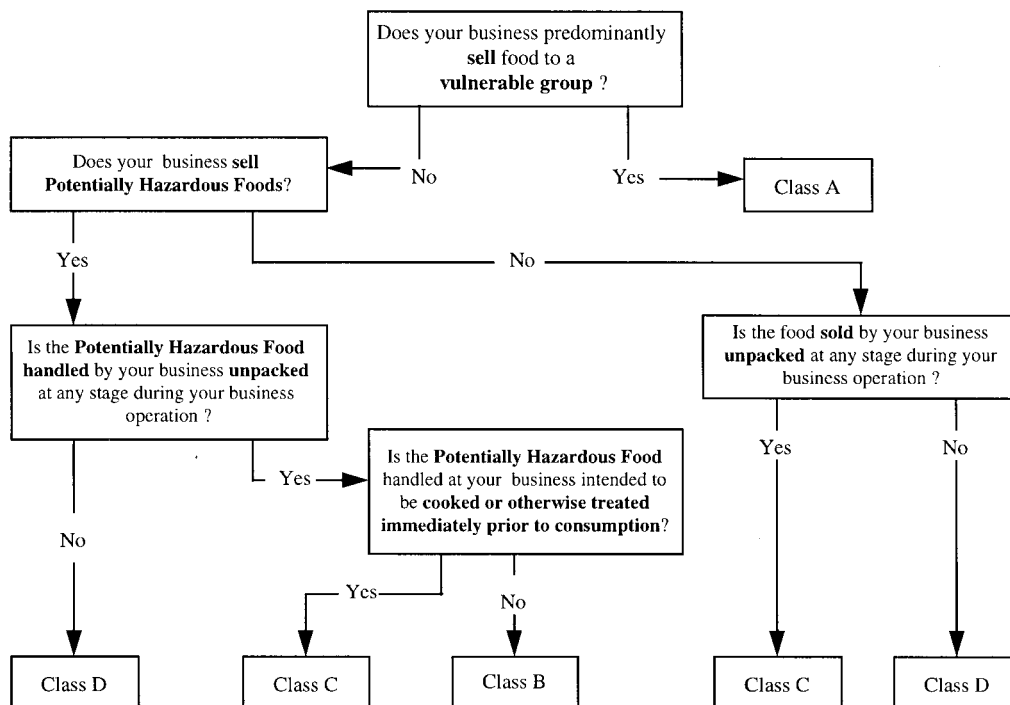 Does your business predominantly
sell food to a
vulnerable group ?
Does your business sell
Potentially Hazardous Foods?
No
Yes
Class A
Yes
No
Is the Potentially Hazardous Food
handled by your business unpacked
at any stage during your business
operation ?
Is the food sold by your business
unpacked at any stage during your
business operation ?
Yes
Is the Potentially Hazardous Food
handled at your business intended to
be cooked or otherwise treated
immediately prior to consumption?
Yes
No
No
Yes
No
Class D
Class C
Class B
Class C
Class D